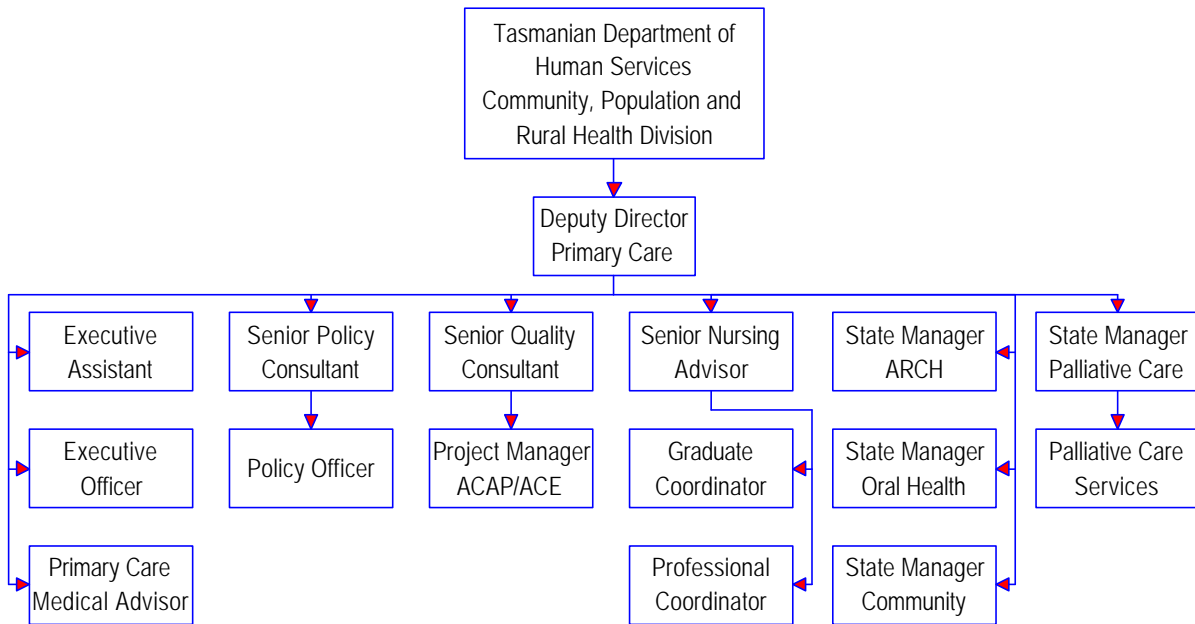 Tasmanian Department of
Human Services
Community, Population and
Rural Health Division
Deputy Director
Primary Care
Executive
Assistant
Senior Policy
Consultant
Senior Quality
Consultant
Senior Nursing
Advisor
State Manager
ARCH
State Manager
Palliative Care
Executive
Officer
Policy Officer
Project Manager
ACAP/ACE
Graduate
Coordinator
State Manager
Oral Health
Palliative Care
Services
Primary Care
Medical Advisor
Professional
Coordinator
State Manager
Community